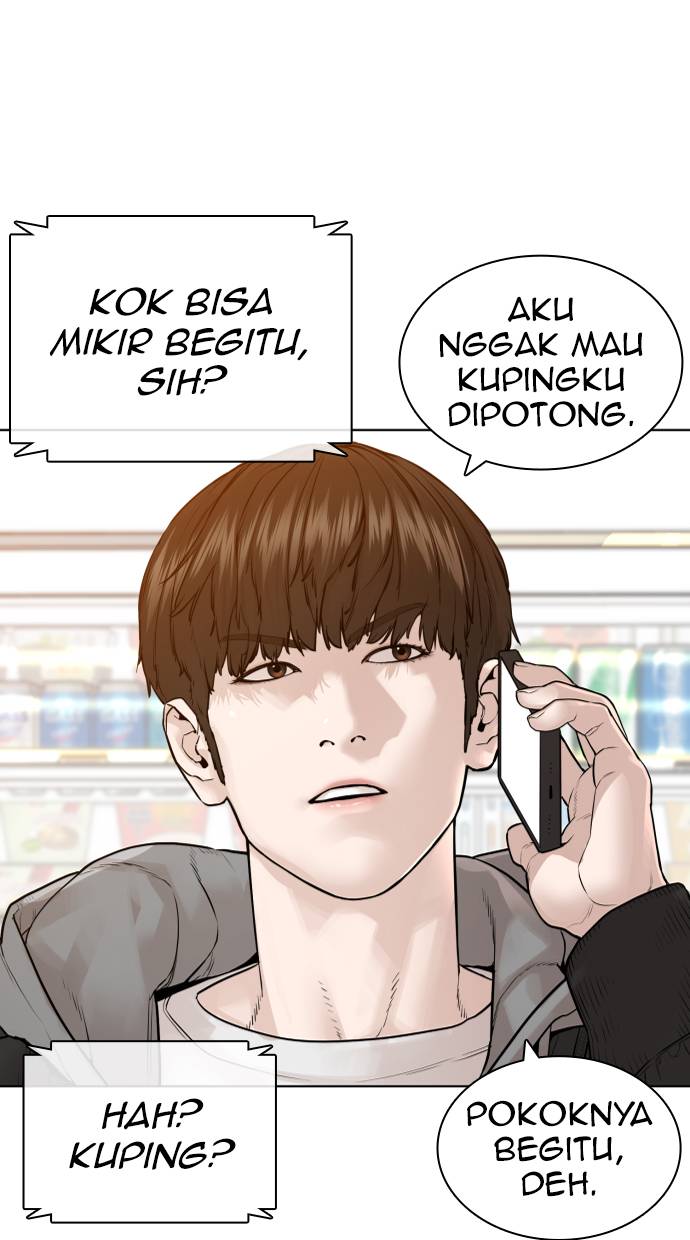 KOK BISA
MIKIR BEGITU,
SIH?
AKU
NGGAK MAU
KUPINGKU
DIPOTONG.
HAH?
KUPING?
POKOKNYA
BEGITU,
DEH.